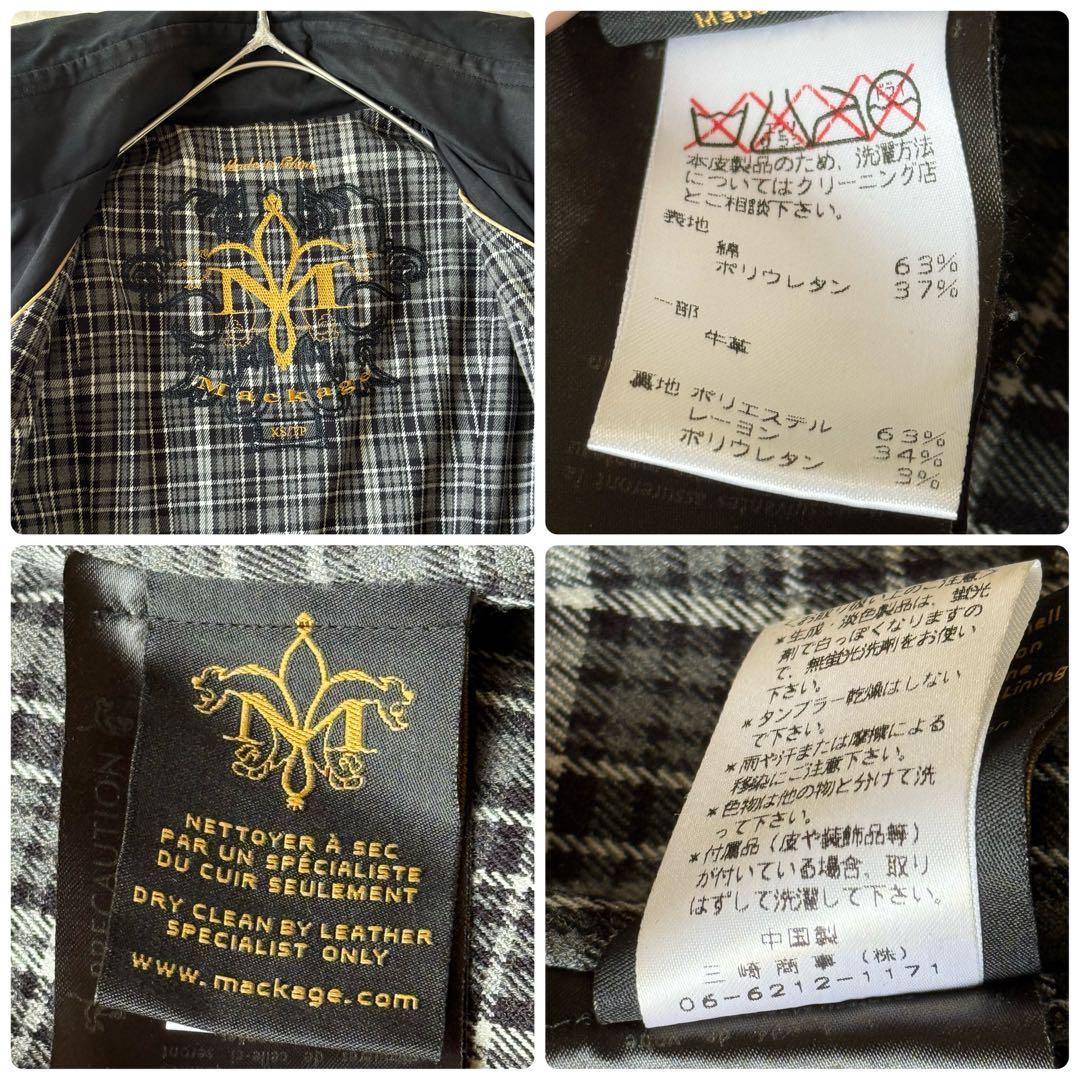 Made in China
M
Mackage
XS/TP
ドライ
本皮製品のため、洗濯方法
についてはクリーニング店
とご相談下さい。
表地
綿 63%
ポリウレタン 37%
一部
牛革
裏地 ポリエステル 63%
レーヨン 34%
ポリウレタン 3%
PRECAUTION
M
NETTOYER À SEC
PAR UN SPÉCIALISTE
DU CUIR SEULEMENT
DRY CLEAN BY LEATHER
SPECIALIST ONLY
www.mackage.com
*生成・淡色製品は、蛍光
剤で白っぽくなりますの
で、無蛍光洗剤をお使い
下さい。
*タンブラー乾燥はしない
で下さい。
*雨や汗または摩擦による
移染にご注意下さい。
*色物は他の物と分けて洗
って下さい。
*付属品(皮や装飾品等)
が付いている場合、取り
はずして洗濯して下さい。
中国製
三崎商事(株)
06-6212-1171